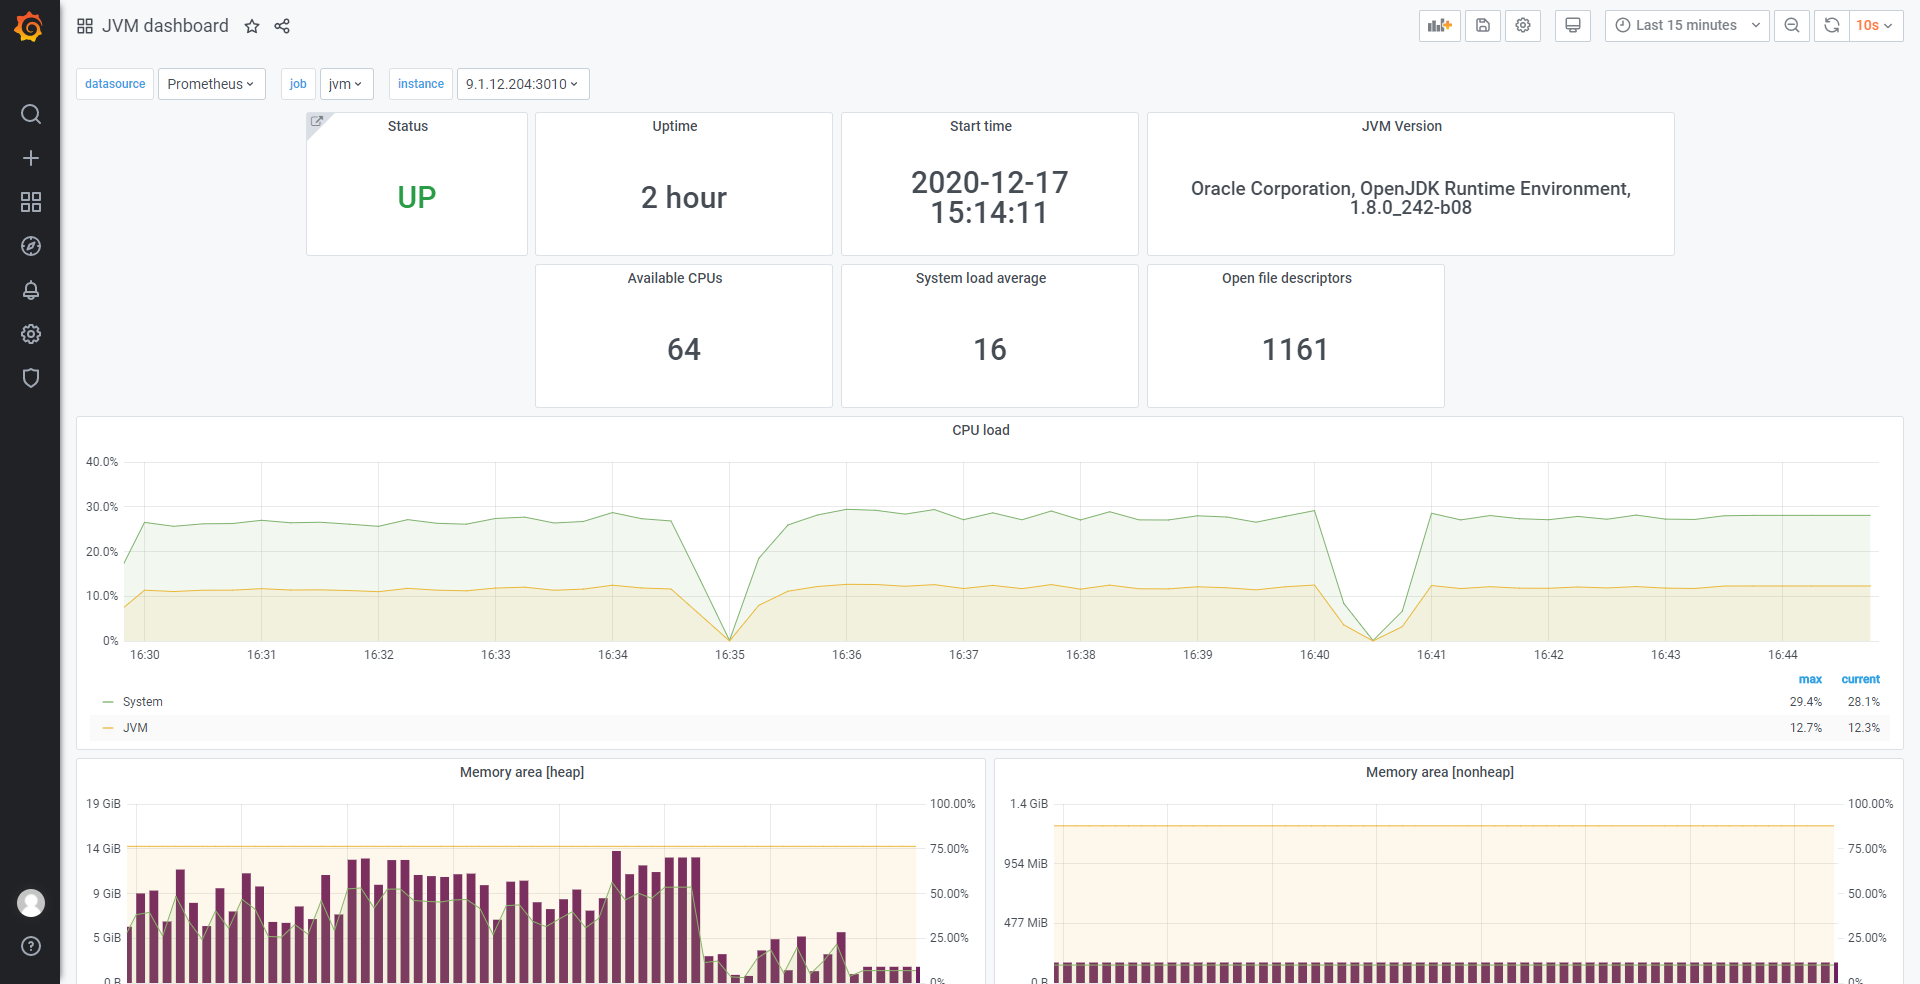 JVM dashboard
Last 15 minutes
10s
datasource
Prometheus
job
jvm
instance
9.1.12.204:3010
Status
Uptime
Start time
JVM Version
UP
2 hour
2020-12-17
15:14:11
Oracle Corporation, OpenJDK Runtime Environment,
1.8.0_242-b08
Available CPUs
System load average
Open file descriptors
64
16
1161
CPU load
40.0%
30.0%
20.0%
10.0%
0%
16:30 16:31 16:32 16:33 16:34 16:35 16:36 16:37 16:38 16:39 16:40 16:41 16:42 16:43 16:44
max current
System 29.4% 28.1%
JVM 12.7% 12.3%
Memory area [heap]
19 GiB
14 GiB
9 GiB
5 GiB
0 B
100.00%
75.00%
50.00%
25.00%
0%
Memory area [nonheap]
1.4 GiB
954 MiB
477 MiB
0 B
100.00%
75.00%
50.00%
25.00%
0%